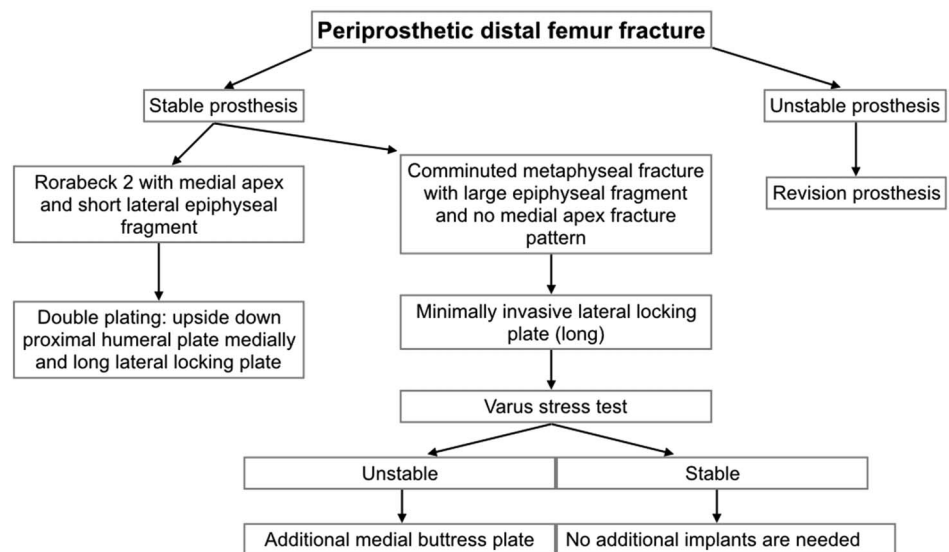 Periprosthetic distal femur fracture
Stable prosthesis
Unstable prosthesis
Rorabeck 2 with medial apex
and short lateral epiphyseal
fragment
Comminuted metaphyseal fracture
with large epiphyseal fragment
and no medial apex fracture
pattern
Revision prosthesis
Double plating: upside down
proximal humeral plate medially
and long lateral locking plate
Minimally invasive lateral locking
plate (long)
Varus stress test
Unstable
Stable
Additional medial buttress plate
No additional implants are needed